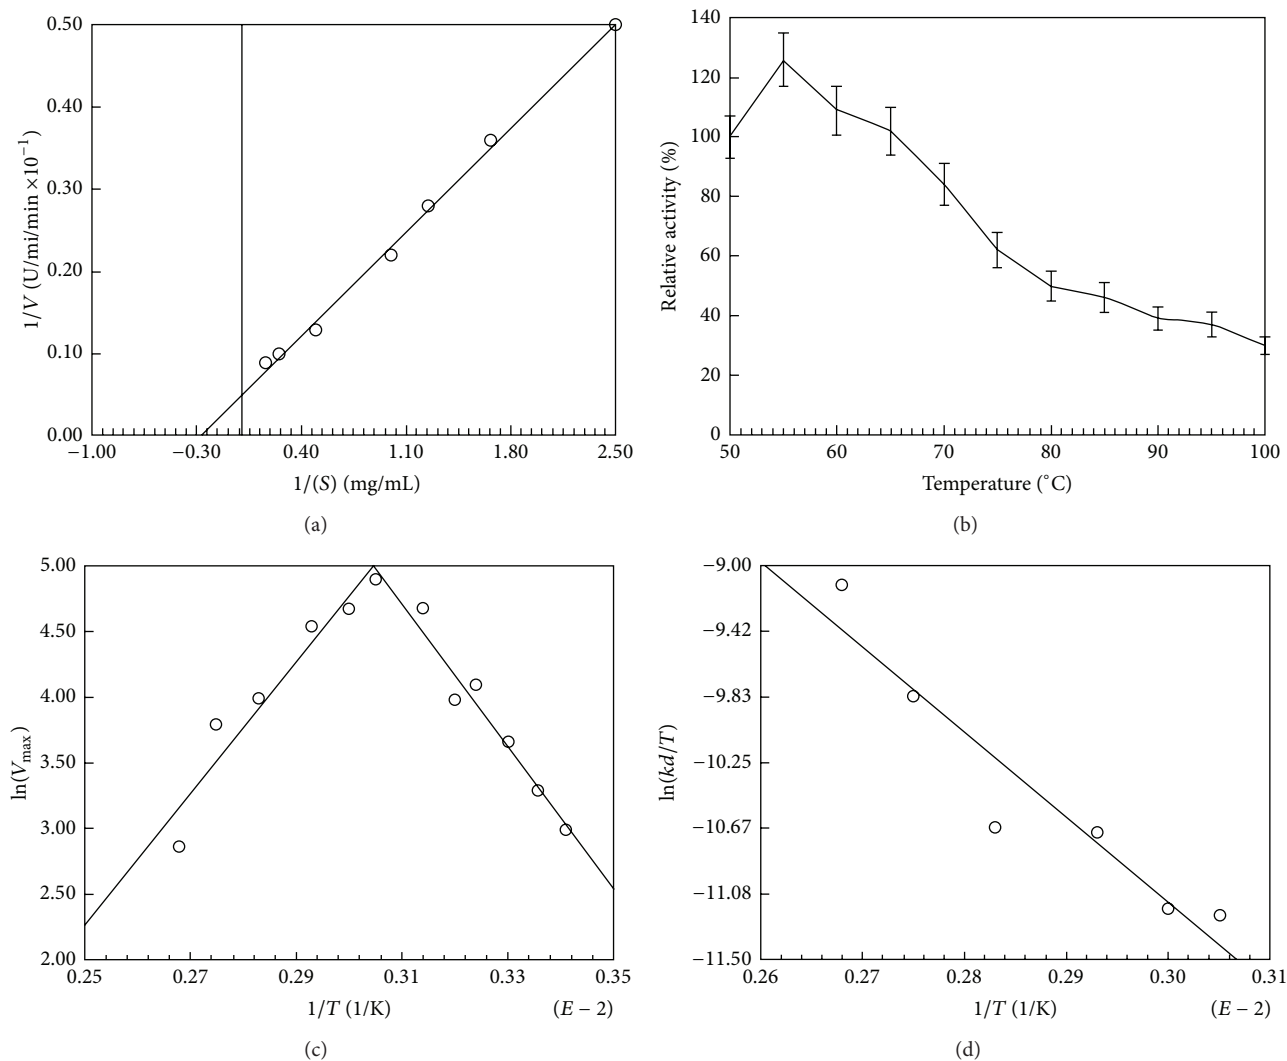 0.50
0.40
0.30
0.20
0.10
0.00
1/V (U/mi/min ×10⁻¹)
−1.00 −0.30 0.40 1.10 1.80 2.50
1/(S) (mg/mL)
(a)
140
120
100
80
60
40
20
0
Relative activity (%)
50 60 70 80 90 100
Temperature (°C)
(b)
5.00
4.50
4.00
3.50
3.00
2.50
2.00
ln(Vmax)
0.25 0.27 0.29 0.31 0.33 0.35
1/T (1/K) (E − 2)
(c)
−9.00
−9.42
−9.83
−10.25
−10.67
−11.08
−11.50
ln(kd/T)
0.26 0.27 0.28 0.29 0.30 0.31
1/T (1/K) (E − 2)
(d)